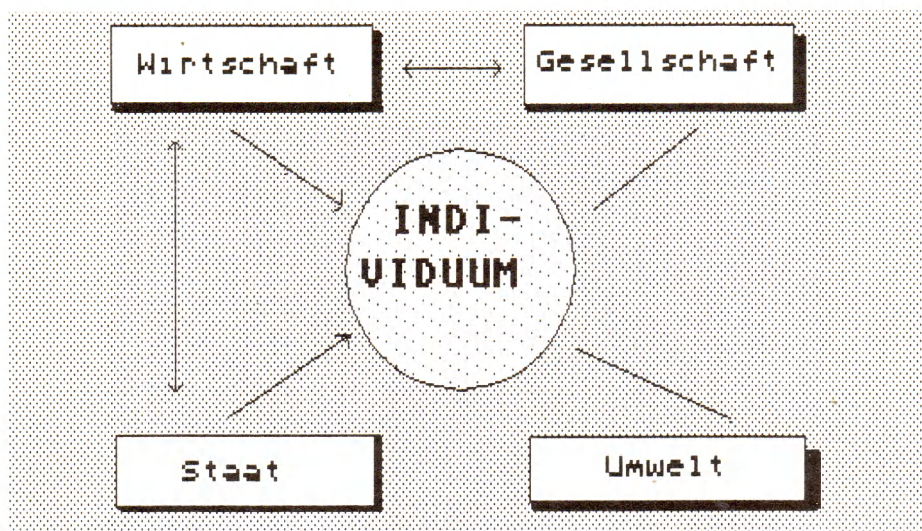 Wirtschaft
Gesellschaft
INDI-
VIDUUM
Staat
Umwelt